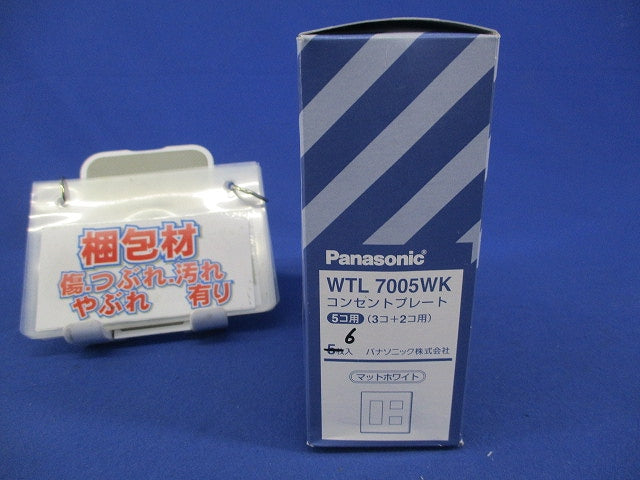 梱包材
傷.つぶれ.汚れ
やぶれ 有り
Panasonic
WTL 7005WK
コンセントプレート
5コ用 (3コ+2コ用)
6
5枚入 パナソニック株式会社
マットホワイト